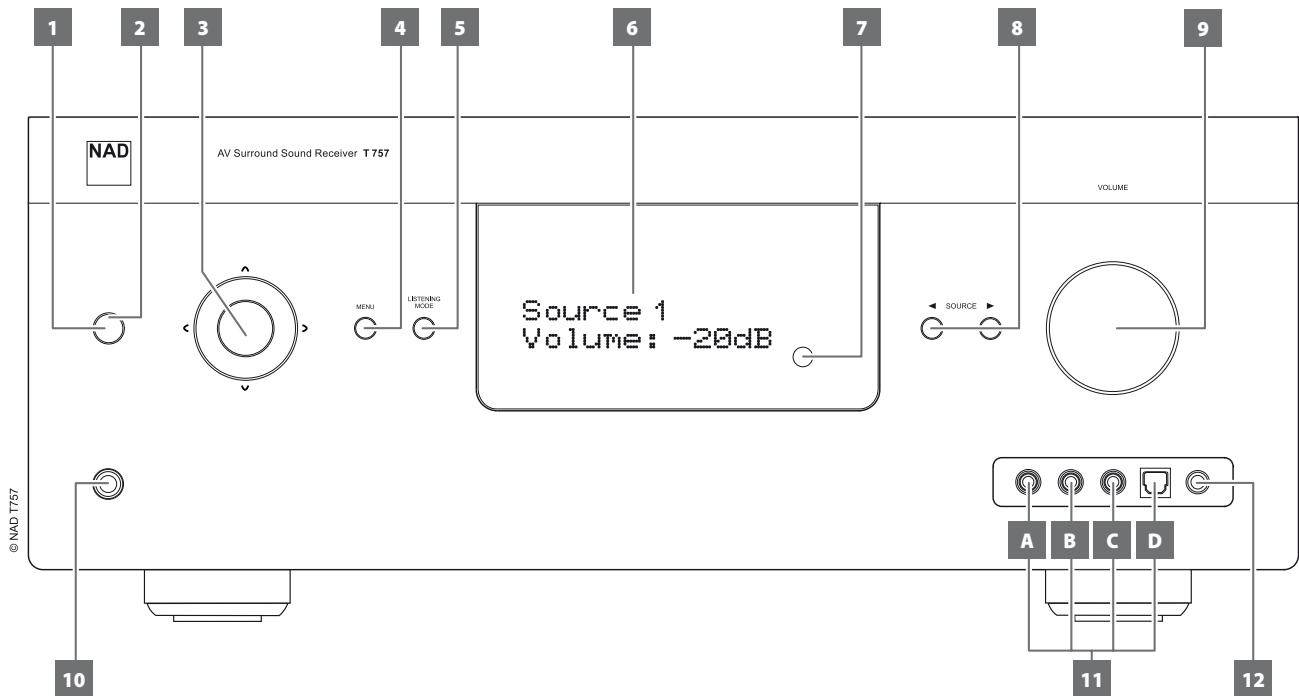 1
2
3
4
5
6
7
8
9
NAD
AV Surround Sound Receiver T 757
VOLUME
MENU
LISTENING
MODE
Source 1
Volume: -20dB
◄ SOURCE ►
© NAD T757
A
B
C
D
10
11
12